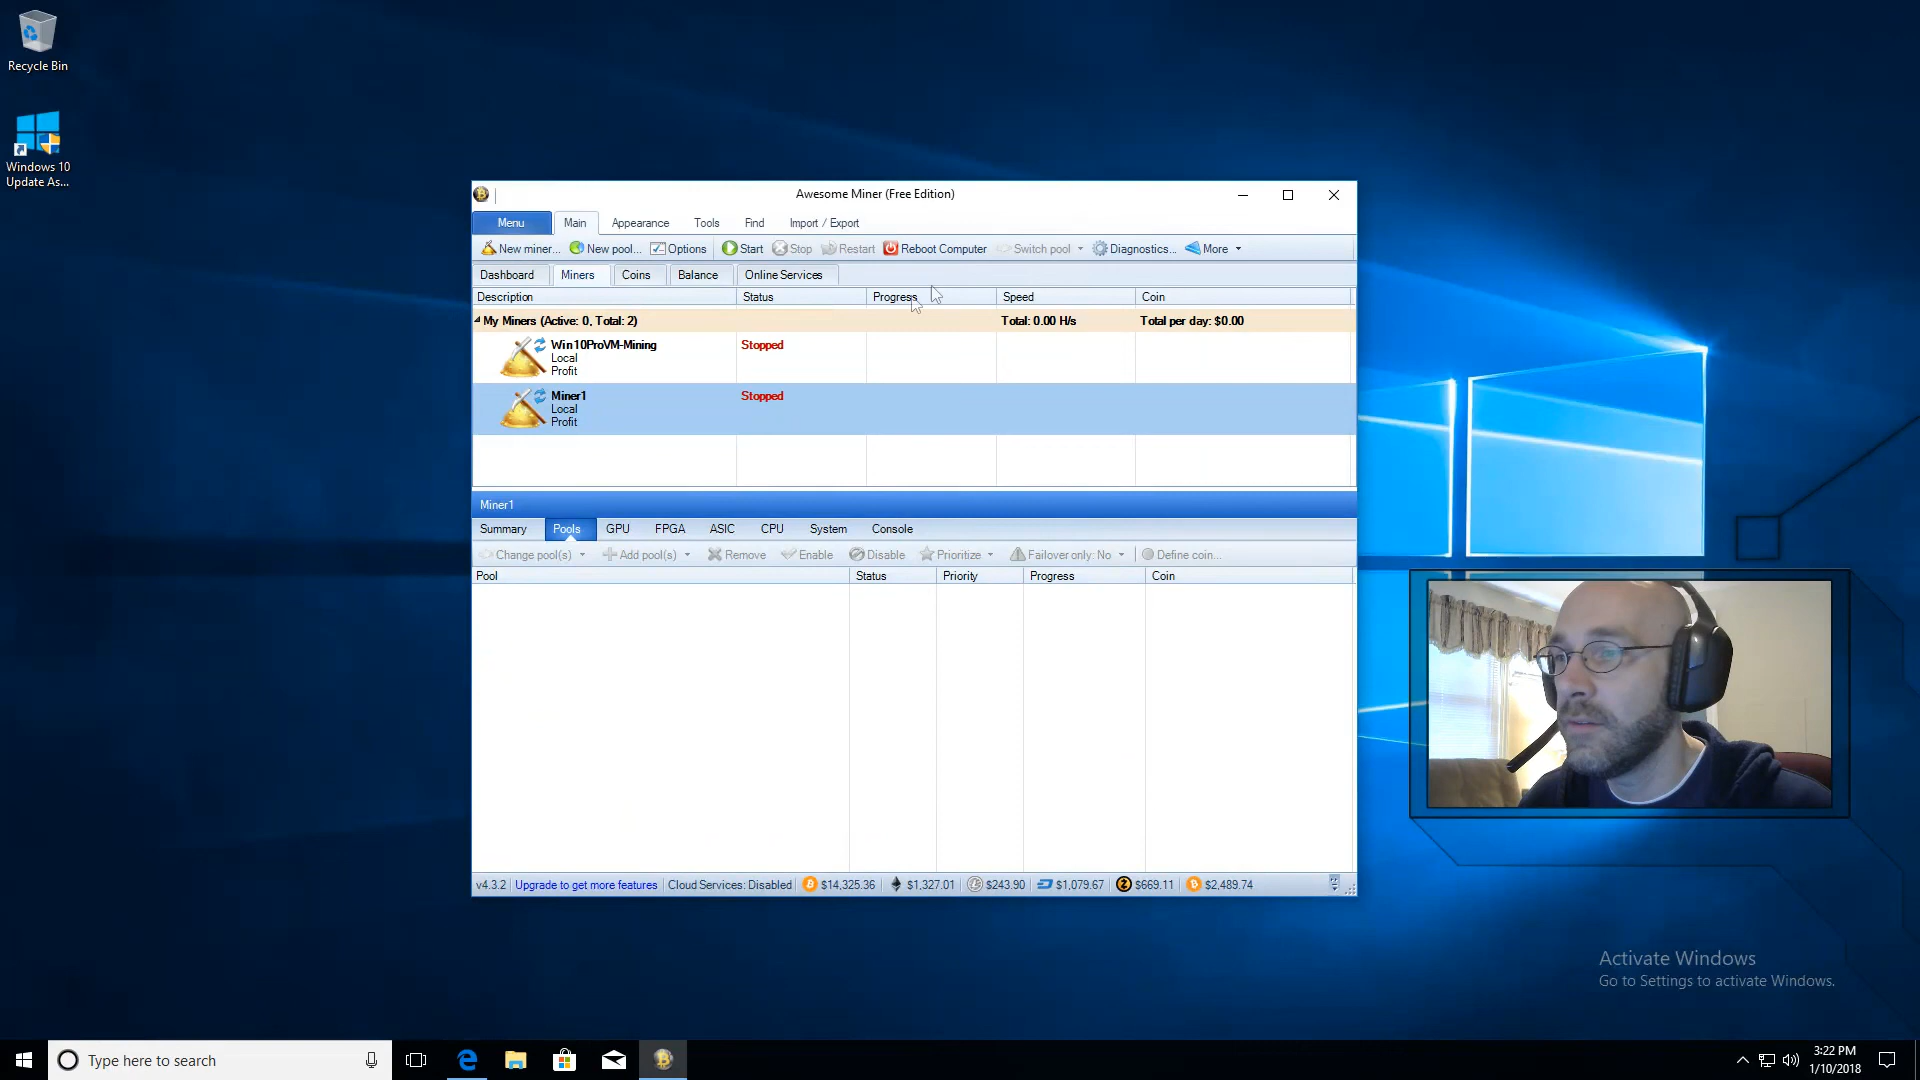 Recycle Bin
Windows 10
Update As...
Awesome Miner (Free Edition)
Menu Main Appearance Tools Find Import / Export
New miner... New pool... Options Start Stop Restart Reboot Computer Switch pool Diagnostics... More
Dashboard Miners Coins Balance Online Services
Description Status Progress Speed Coin
My Miners (Active: 0, Total: 2) Total: 0.00 H/s Total per day: $0.00
Win10ProVM-Mining Stopped
Local
Profit
Miner1 Stopped
Local
Profit
Miner1
Summary Pools GPU FPGA ASIC CPU System Console
Change pool(s) Add pool(s) Remove Enable Disable Prioritize Failover only: No Define coin...
Pool Status Priority Progress Coin
v4.3.2 Upgrade to get more features Cloud Services: Disabled $14,325.36 $1,327.01 $243.90 $1,079.67 $669.11 $2,489.74
Activate Windows
Go to Settings to activate Windows.
Type here to search
3:22 PM
1/10/2018